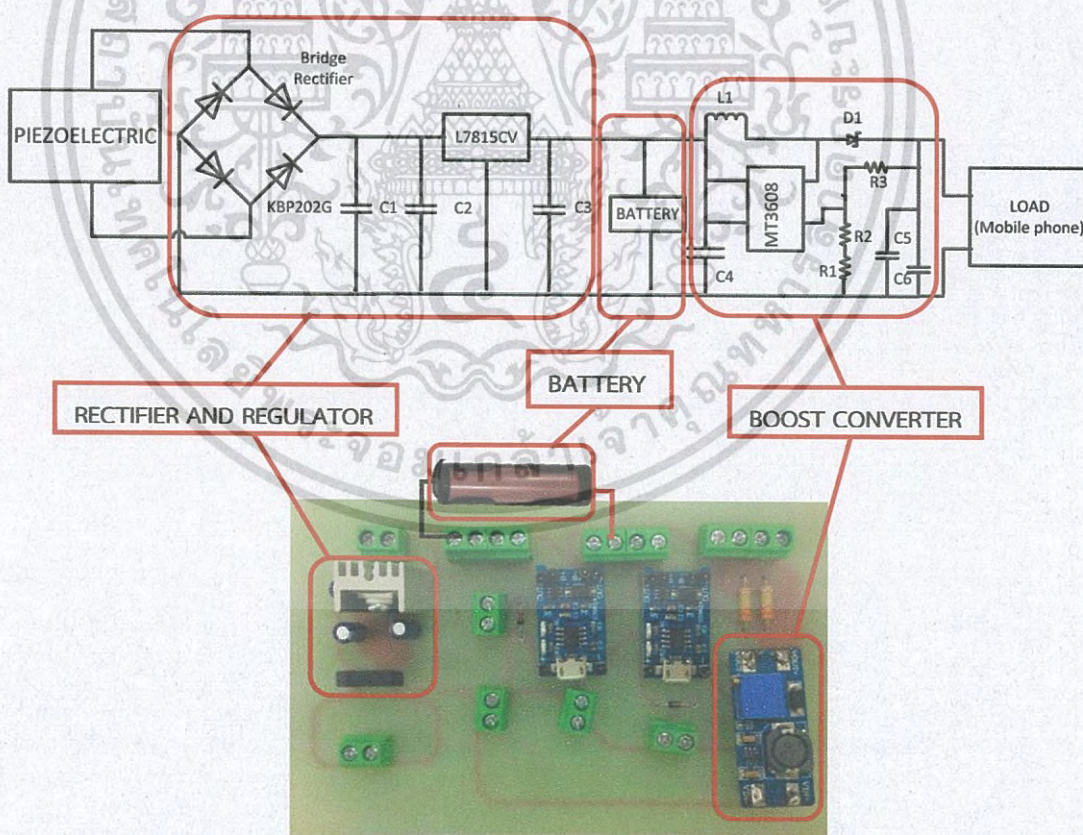 Bridge
Rectifier
PIEZOELECTRIC
KBP202G
C1
C2
L7815CV
C3
BATTERY
L1
MT3608
C4
D1
R3
R2
R1
C5
C6
LOAD
(Mobile phone)
RECTIFIER AND REGULATOR
BATTERY
BOOST CONVERTER